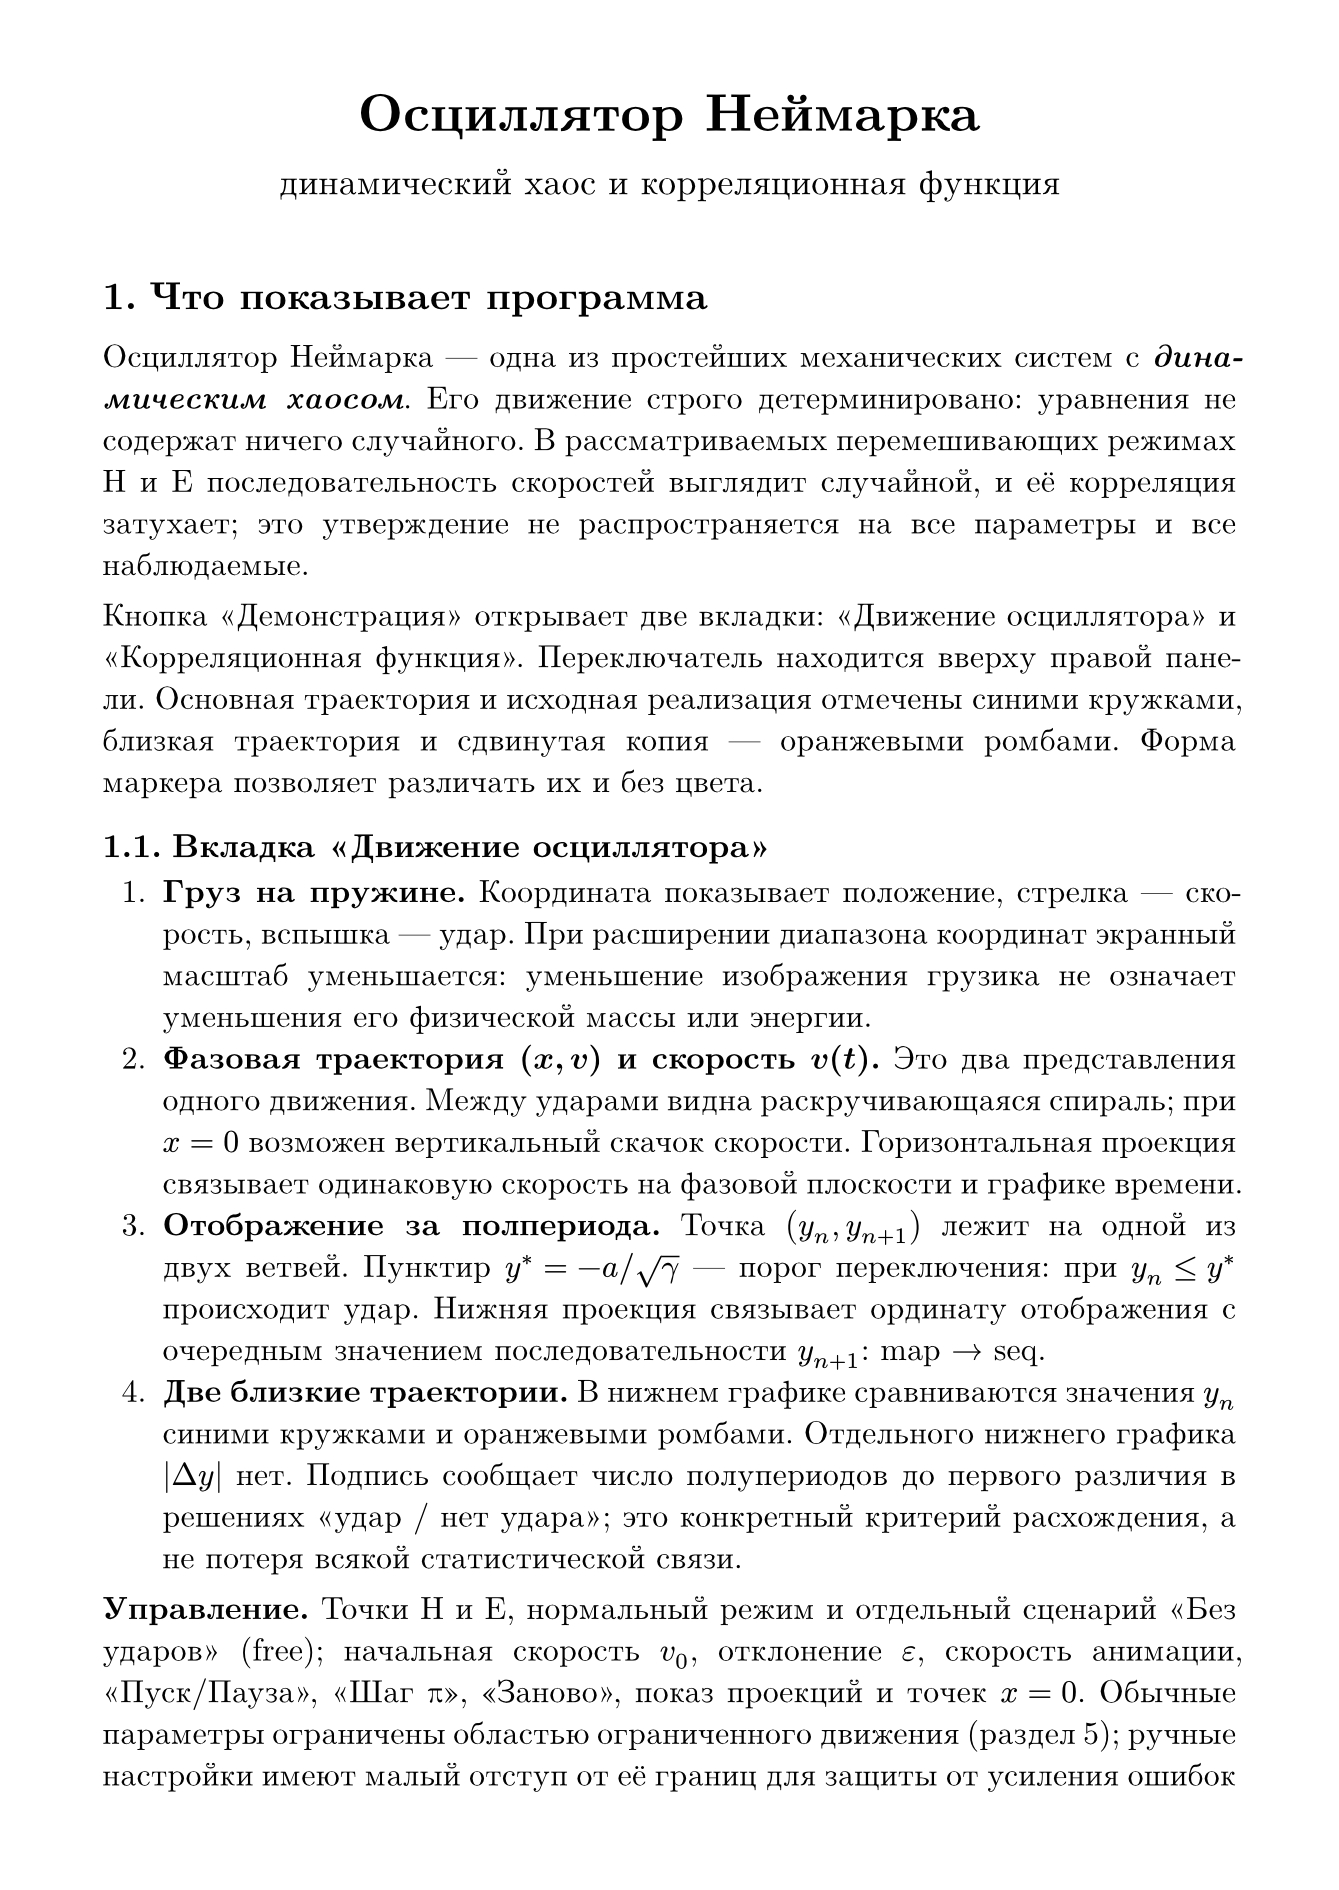 Осциллятор Неймарка
динамический хаос и корреляционная функция
1. Что показывает программа
Осциллятор Неймарка — одна из простейших механических систем с дина-
мическим хаосом. Его движение строго детерминировано: уравнения не
содержат ничего случайного. В рассматриваемых перемешивающих режимах
Н и Е последовательность скоростей выглядит случайной, и её корреляция
затухает; это утверждение не распространяется на все параметры и все
наблюдаемые.
Кнопка «Демонстрация» открывает две вкладки: «Движение осциллятора» и
«Корреляционная функция». Переключатель находится вверху правой пане-
ли. Основная траектория и исходная реализация отмечены синими кружками,
близкая траектория и сдвинутая копия — оранжевыми ромбами. Форма
маркера позволяет различать их и без цвета.
1.1. Вкладка «Движение осциллятора»
1. Груз на пружине. Координата показывает положение, стрелка — ско-
рость, вспышка — удар. При расширении диапазона координат экранный
масштаб уменьшается: уменьшение изображения грузика не означает
уменьшения его физической массы или энергии.
2. Фазовая траектория (x, v) и скорость v(t). Это два представления
одного движения. Между ударами видна раскручивающаяся спираль; при
x = 0 возможен вертикальный скачок скорости. Горизонтальная проекция
связывает одинаковую скорость на фазовой плоскости и графике времени.
3. Отображение за полпериода. Точка (yₙ, yₙ₊₁) лежит на одной из
двух ветвей. Пунктир y* = −a/√γ — порог переключения: при yₙ ≤ y*
происходит удар. Нижняя проекция связывает ординату отображения с
очередным значением последовательности yₙ₊₁: map → seq.
4. Две близкие траектории. В нижнем графике сравниваются значения yₙ
синими кружками и оранжевыми ромбами. Отдельного нижнего графика
|Δy| нет. Подпись сообщает число полупериодов до первого различия в
решениях «удар / нет удара»; это конкретный критерий расхождения, а
не потеря всякой статистической связи.
Управление. Точки Н и Е, нормальный режим и отдельный сценарий «Без
ударов» (free); начальная скорость v₀, отклонение ε, скорость анимации,
«Пуск/Пауза», «Шаг π», «Заново», показ проекций и точек x = 0. Обычные
параметры ограничены областью ограниченного движения (раздел 5); ручные
настройки имеют малый отступ от её границ для защиты от усиления ошибок